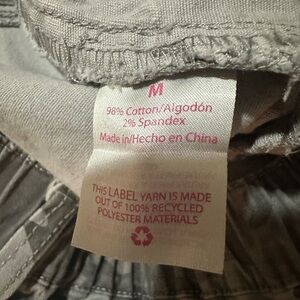 M
98% Cotton/Algodón
2% Spandex
Made in/Hecho en China
THIS LABEL YARN IS MADE
OUT OF 100% RECYCLED
POLYESTER MATERIALS